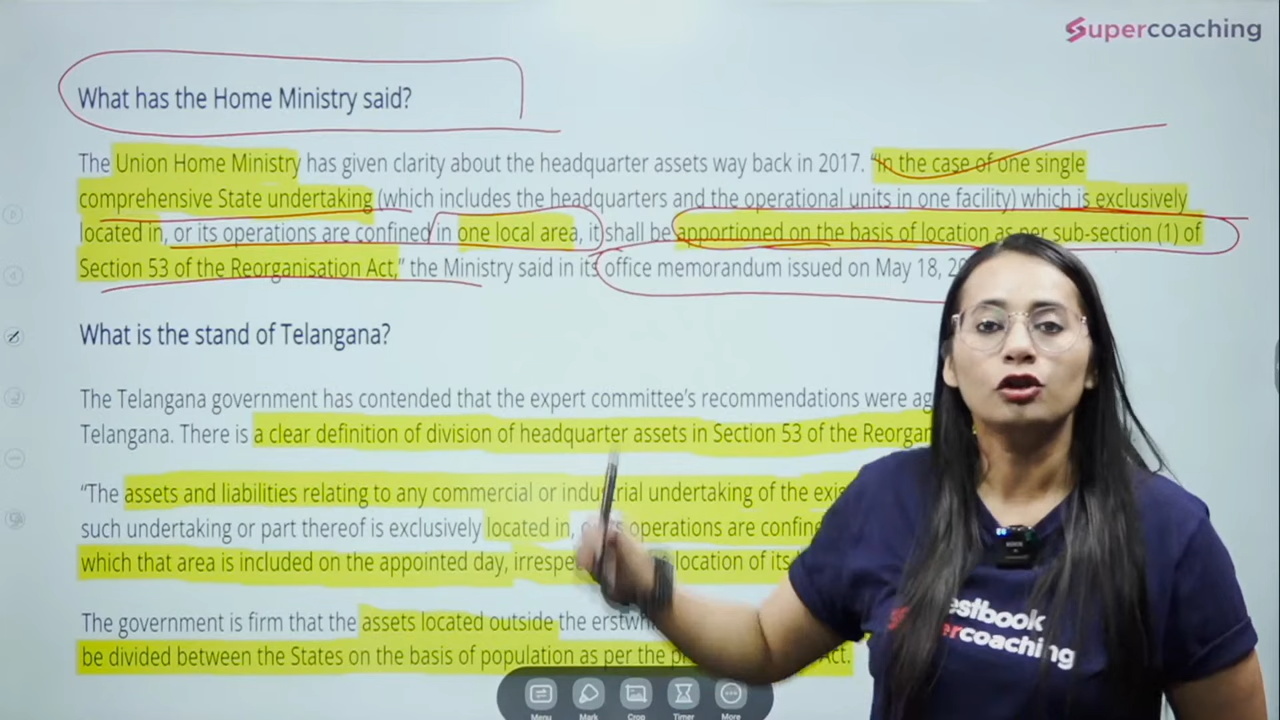 Supercoaching
What has the Home Ministry said?
The Union Home Ministry has given clarity about the headquarter assets way back in 2017. “In the case of one single
comprehensive State undertaking (which includes the headquarters and the operational units in one facility) which is exclusively
located in, or its operations are confined in one local area, it shall be apportioned on the basis of location as per sub-section (1) of
Section 53 of the Reorganisation Act,” the Ministry said in its office memorandum issued on May 18,
What is the stand of Telangana?
The Telangana government has contended that the expert committee’s recommendations were
Telangana. There is a clear definition of division of headquarter assets in Section 53 of the
“The assets and liabilities relating to any commercial or industrial undertaking of the
such undertaking or part thereof is exclusively located in, operations are
which that area is included on the appointed day, location of its
The government is firm that the assets located outside the
be divided between the States on the basis of population as per the Act.
testbook
supercoaching
Menu Mark Crop Timer More